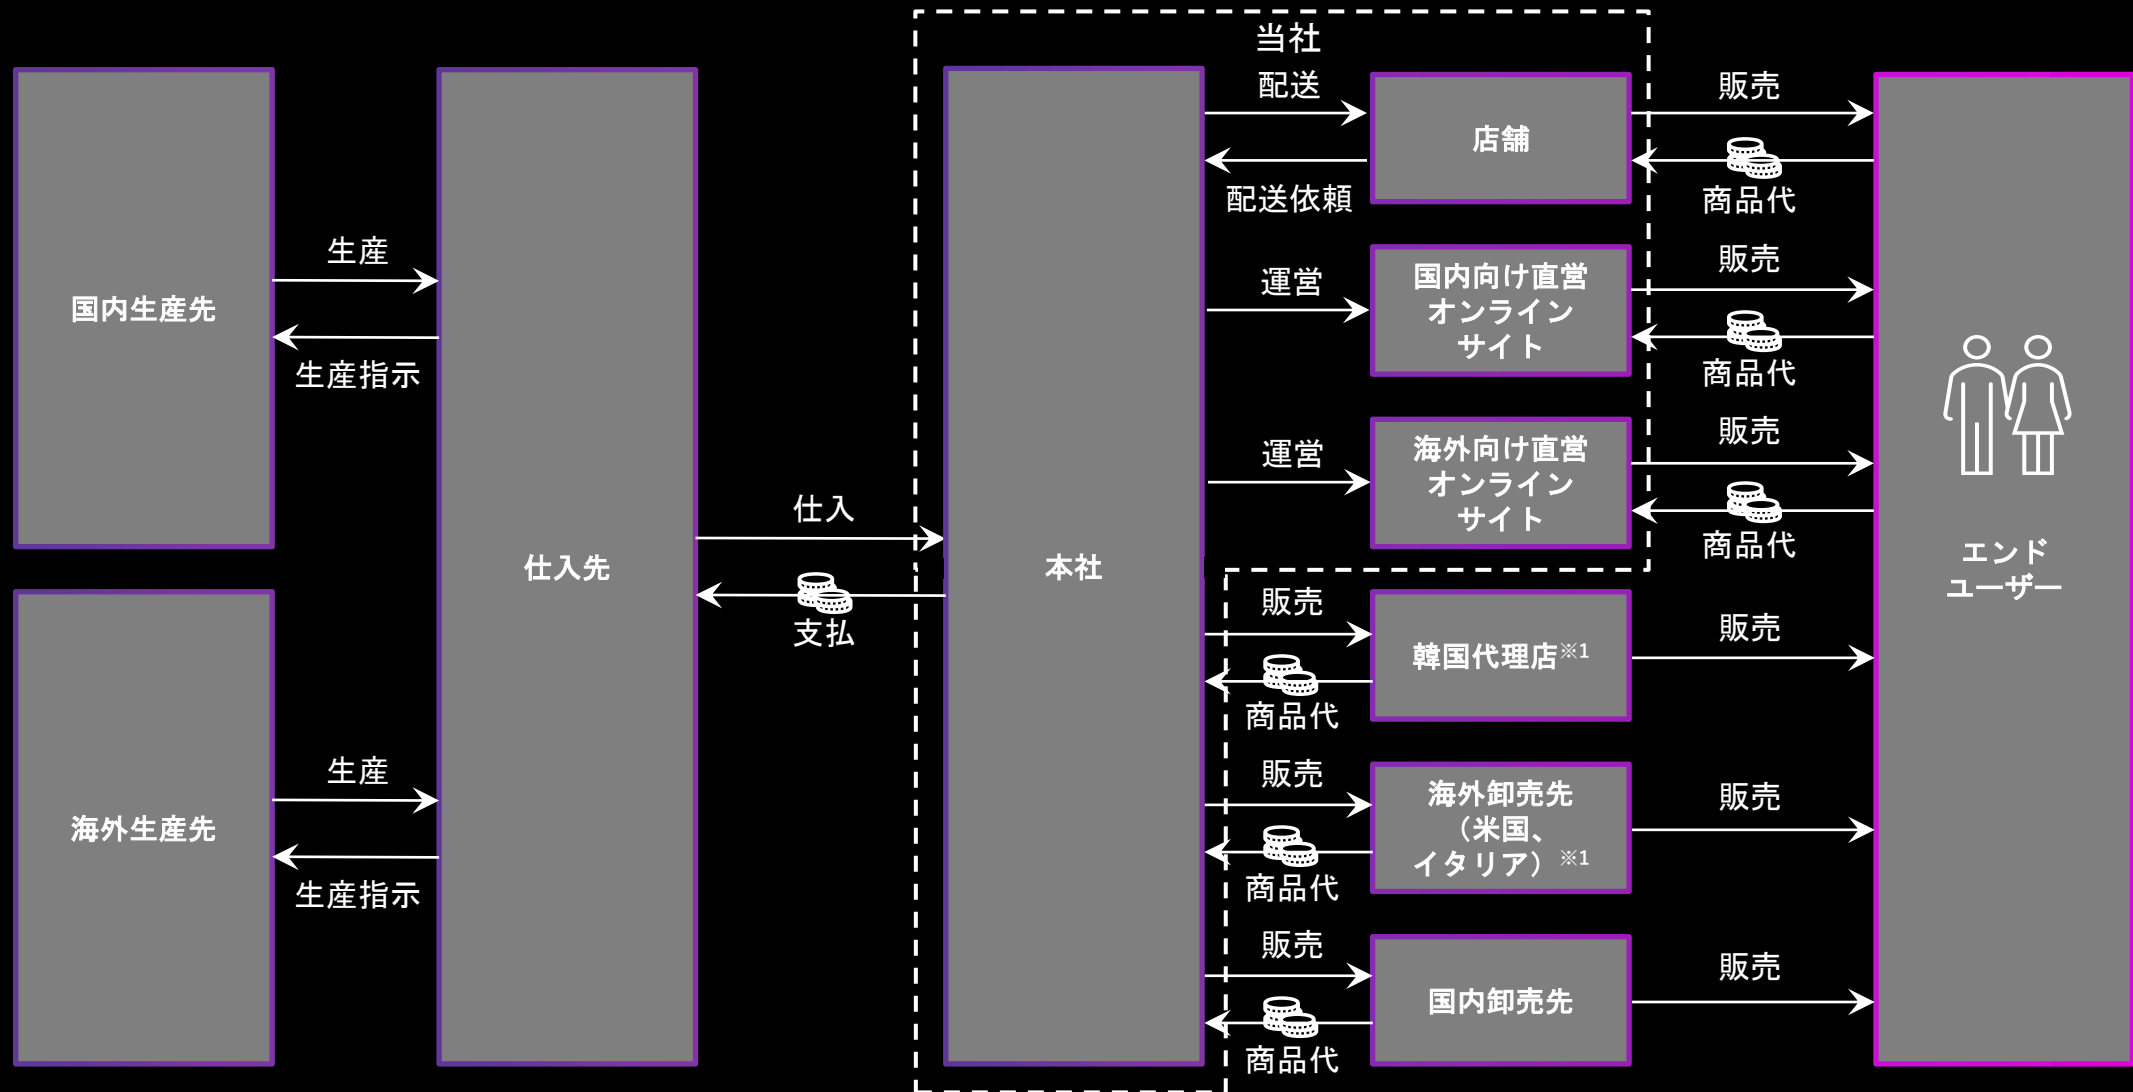 当社
国内生産先
生産
生産指示
海外生産先
生産
生産指示
仕入先
仕入
支払
本社
配送
配送依頼
店舗
販売
商品代
運営
国内向け直営
オンライン
サイト
販売
商品代
運営
海外向け直営
オンライン
サイト
販売
商品代
販売
商品代
韓国代理店※1
販売
販売
商品代
海外卸売先
（米国、
イタリア）※1
販売
販売
商品代
国内卸売先
販売
エンド
ユーザー